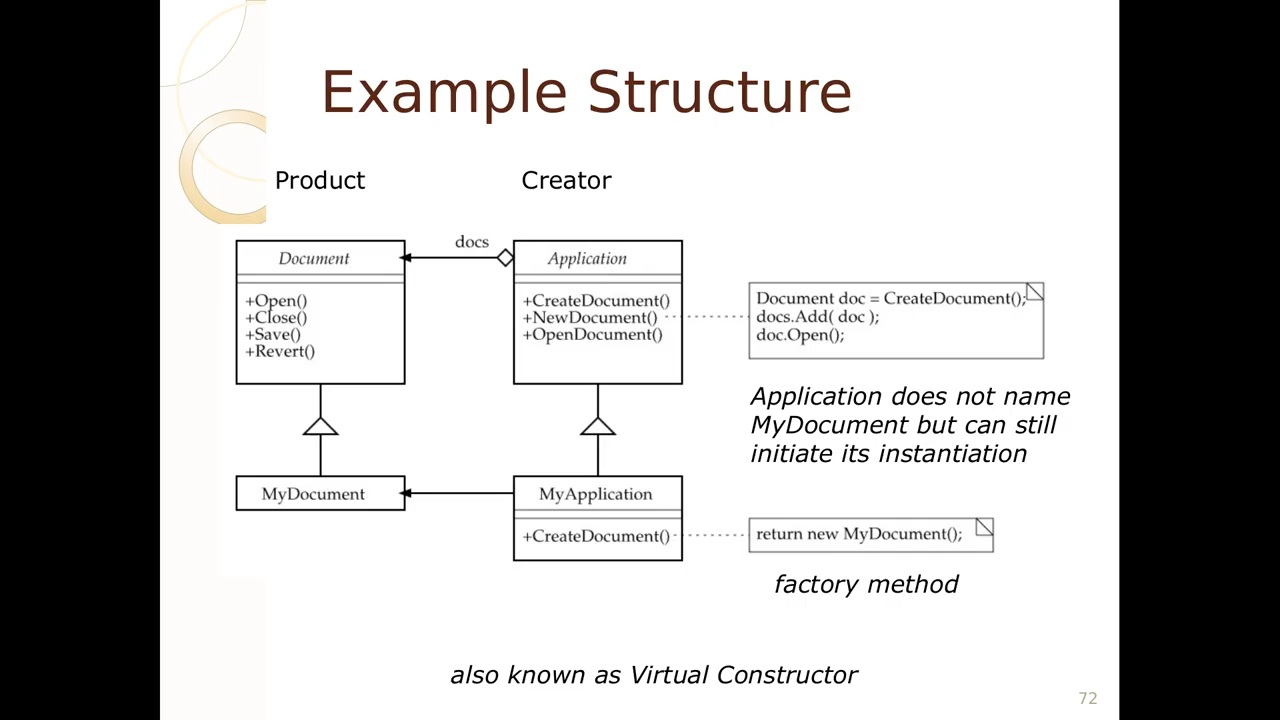 Example Structure
Product
Creator
docs
Document
+Open()
+Close()
+Save()
+Revert()
Application
+CreateDocument()
+NewDocument()
+OpenDocument()
Document doc = CreateDocument();
docs.Add( doc );
doc.Open();
Application does not name
MyDocument but can still
initiate its instantiation
MyDocument
MyApplication
+CreateDocument()
return new MyDocument();
factory method
also known as Virtual Constructor
72